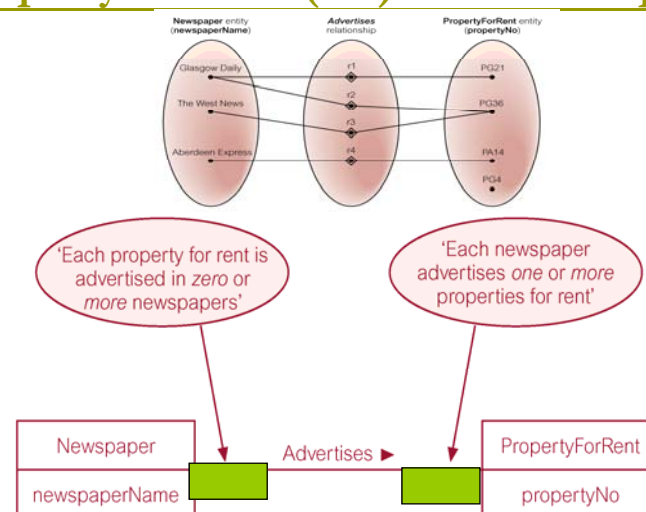 Newspaper entity
(newspaperName)
Advertises
relationship
PropertyForRent entity
(propertyNo)
Glasgow Daily
The West News
Aberdeen Express
r1
r2
r3
r4
PG21
PG36
PA14
PG4
'Each property for rent is
advertised in zero or
more newspapers'
'Each newspaper
advertises one or more
properties for rent'
Newspaper
newspaperName
Advertises ►
PropertyForRent
propertyNo